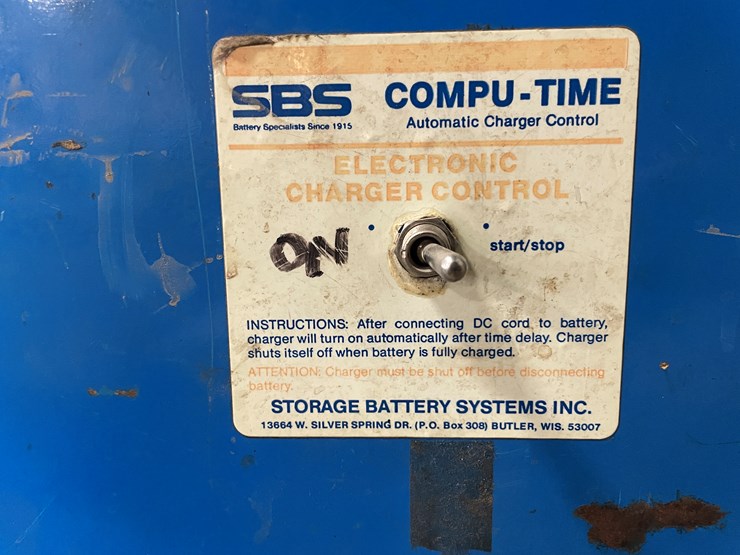 SBS
Battery Specialists Since 1915
COMPU-TIME
Automatic Charger Control
ELECTRONIC
CHARGER CONTROL
ON
start/stop
INSTRUCTIONS: After connecting DC cord to battery,
charger will turn on automatically after time delay. Charger
shuts itself off when battery is fully charged.
ATTENTION: Charger must be shut off before disconnecting
battery.
STORAGE BATTERY SYSTEMS INC.
13664 W. SILVER SPRING DR. (P.O. Box 308) BUTLER, WIS. 53007